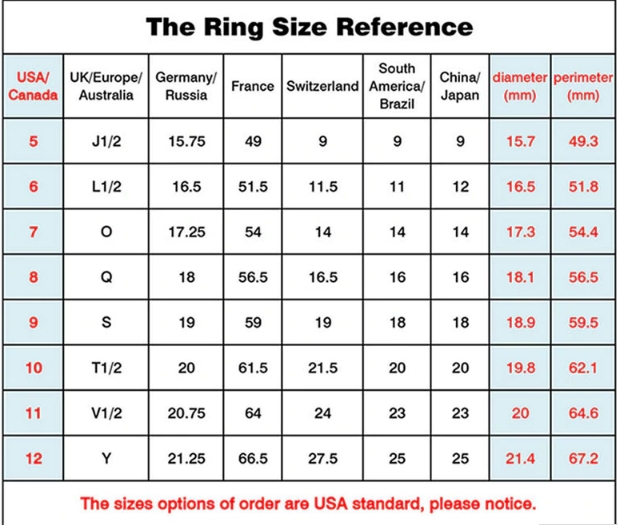 The Ring Size Reference
USA/ Canada UK/Europe/ Australia Germany/ Russia France Switzerland South America/ Brazil China/ Japan diameter (mm) perimeter (mm)
5 J1/2 15.75 49 9 9 9 15.7 49.3
6 L1/2 16.5 51.5 11.5 11 12 16.5 51.8
7 O 17.25 54 14 14 14 17.3 54.4
8 Q 18 56.5 16.5 16 16 18.1 56.5
9 S 19 59 19 18 18 18.9 59.5
10 T1/2 20 61.5 21.5 20 20 19.8 62.1
11 V1/2 20.75 64 24 23 23 20 64.6
12 Y 21.25 66.5 27.5 25 25 21.4 67.2
The sizes options of order are USA standard, please notice.